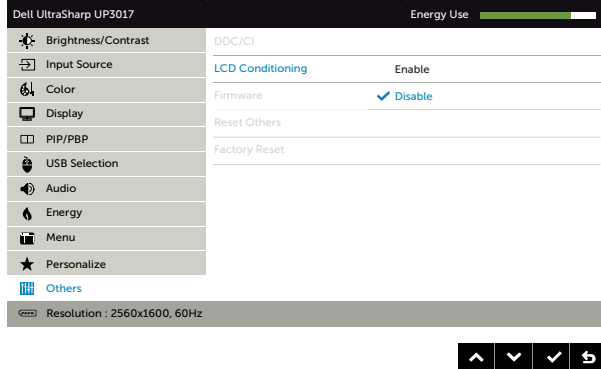 Dell UltraSharp UP3017 Energy Use
Brightness/Contrast DDC/CI
Input Source LCD Conditioning Enable
Color Firmware Disable
Display Reset Others
PIP/PBP Factory Reset
USB Selection
Audio
Energy
Menu
Personalize
Others
Resolution : 2560x1600, 60Hz